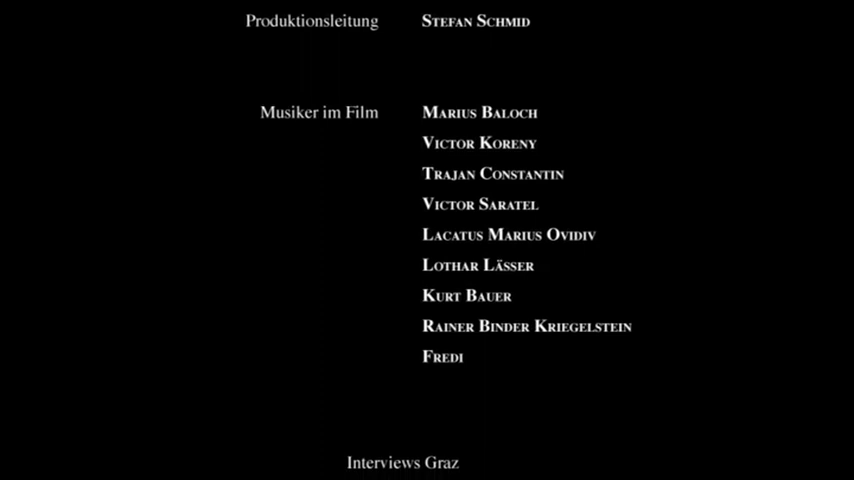 Produktionsleitung Stefan Schmid
Musiker im Film Marius Baloch
Victor Koreny
Trajan Constantin
Victor Saratel
Lacatus Marius Ovidiv
Lothar Lässer
Kurt Bauer
Rainer Binder Kriegelstein
Fredi
Interviews Graz